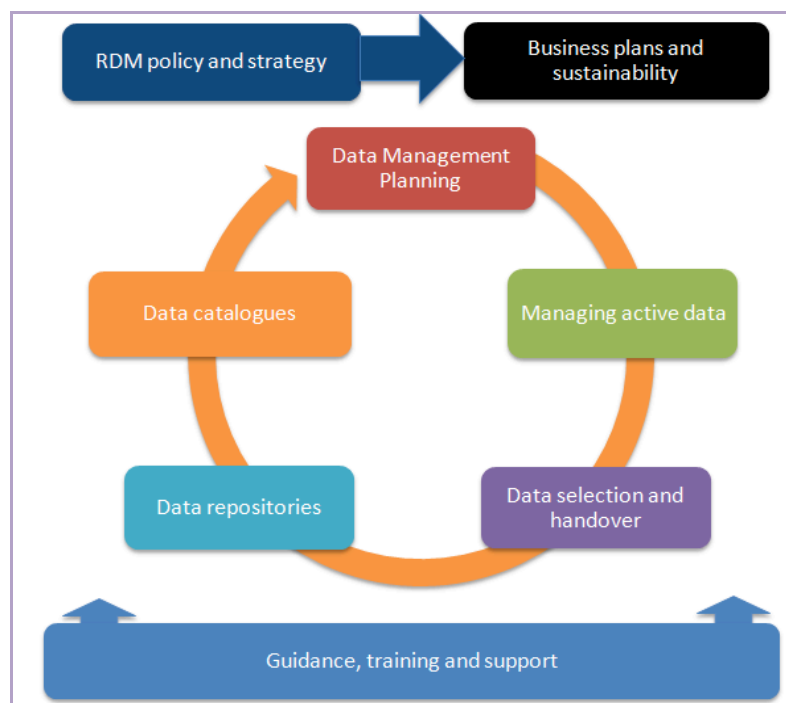 RDM policy and strategy
Business plans and
sustainability
Data Management
Planning
Data catalogues
Managing active data
Data repositories
Data selection and
handover
Guidance, training and support